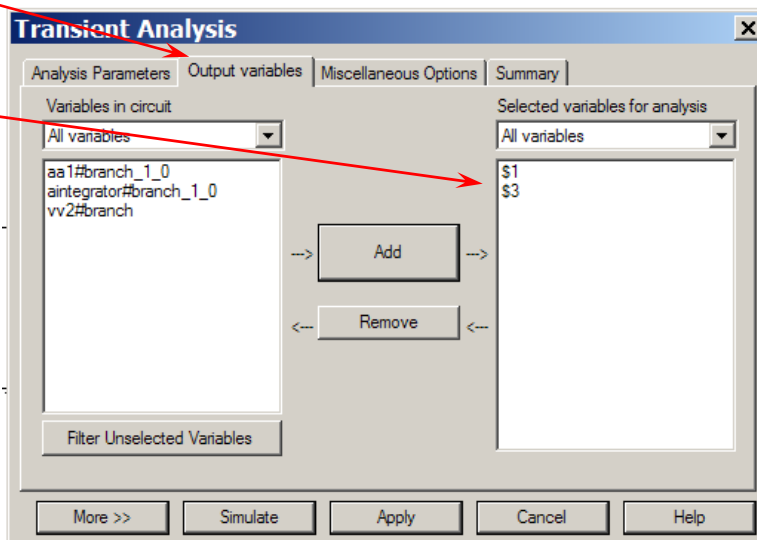 Transient Analysis
Analysis Parameters
Output variables
Miscellaneous Options
Summary
Variables in circuit
All variables
aa1#branch_1_0
aintegrator#branch_1_0
vv2#branch
Filter Unselected Variables
--->
Add
--->
<---
Remove
<---
Selected variables for analysis
All variables
$1
$3
More >>
Simulate
Apply
Cancel
Help